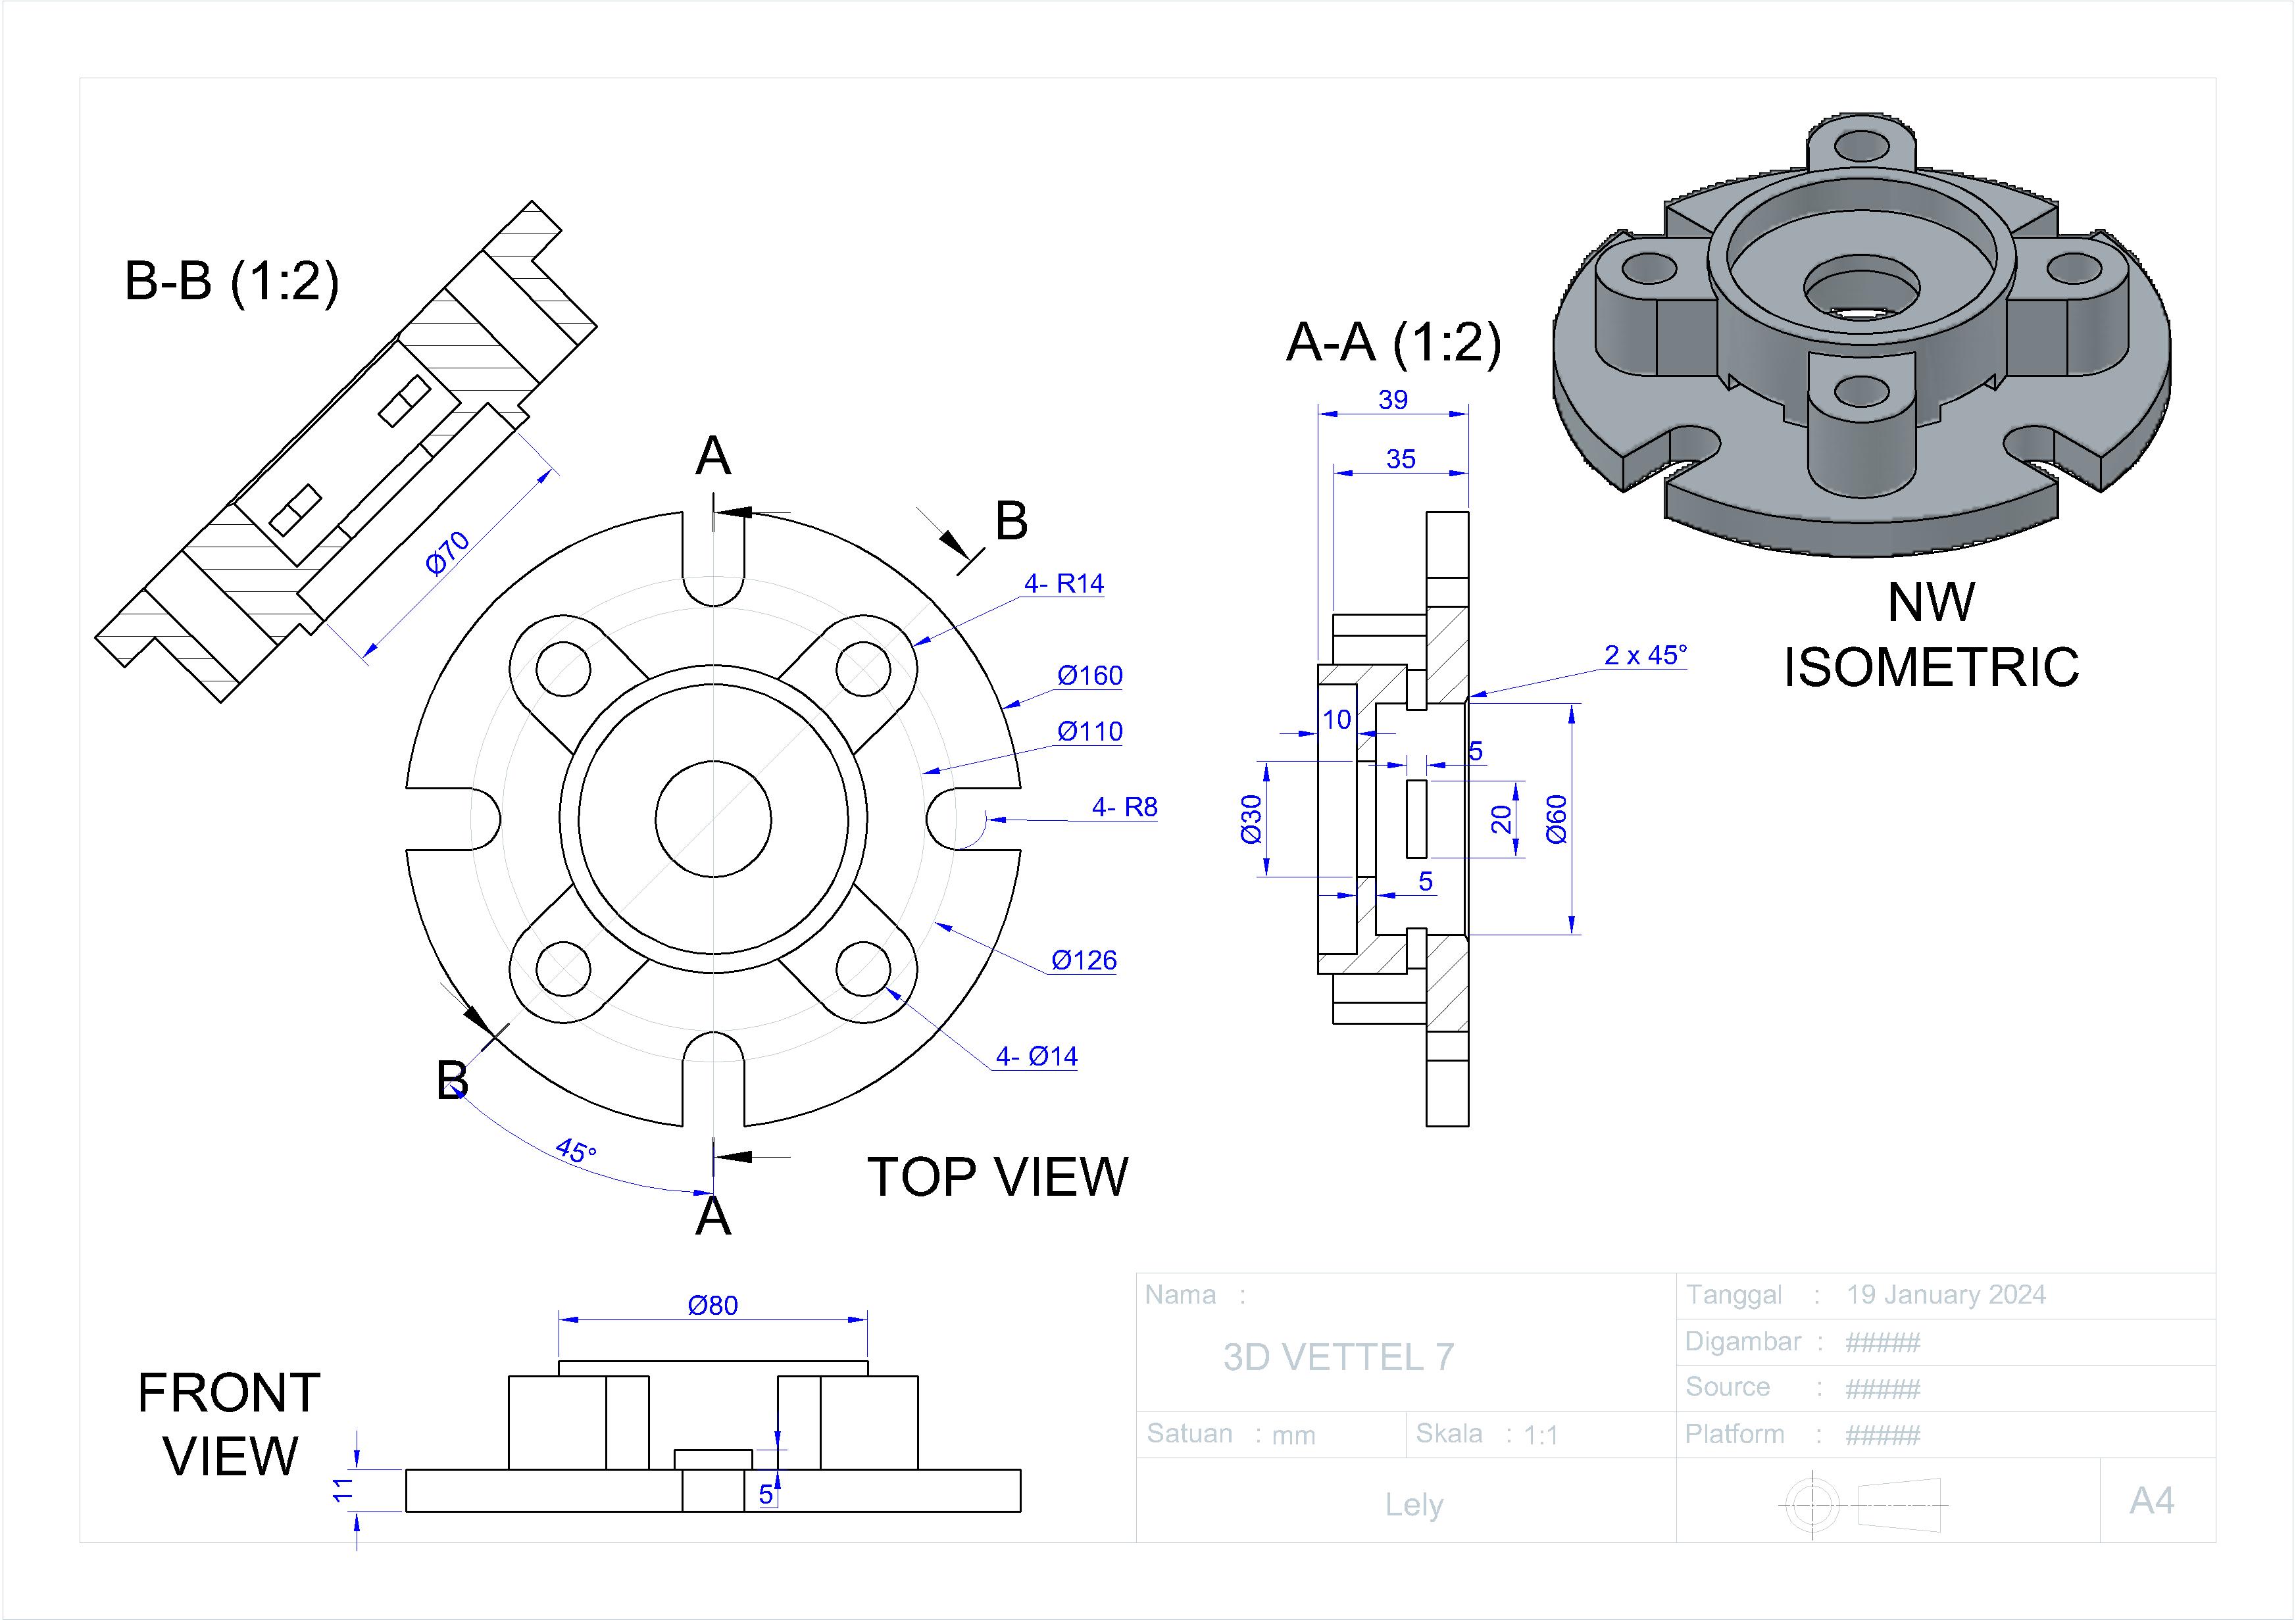 B-B (1:2)
Ø70
A
B
4- R14
Ø160
Ø110
4- R8
Ø126
4- Ø14
B
45°
A
TOP VIEW
A-A (1:2)
39
35
2 x 45°
10
5
Ø30
20
Ø60
5
NW
ISOMETRIC
FRONT
VIEW
Ø80
11
5
Nama :
3D VETTEL 7
Satuan : mm
Skala : 1:1
Lely
Tanggal : 19 January 2024
Digambar : #####
Source : #####
Platform : #####
A4